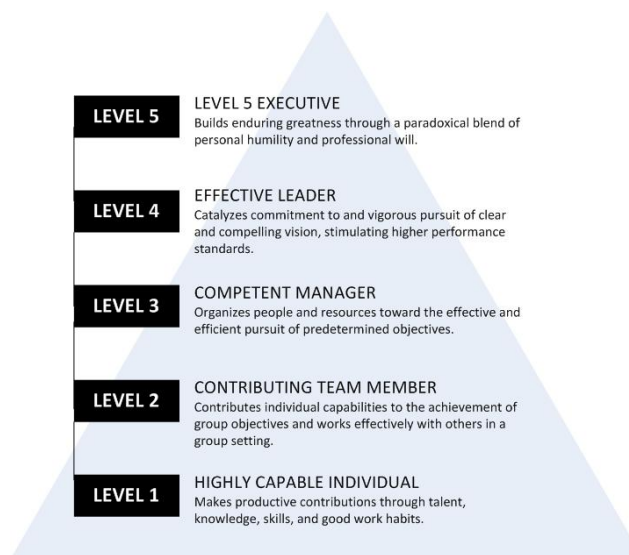 LEVEL 5
LEVEL 5 EXECUTIVE
Builds enduring greatness through a paradoxical blend of
personal humility and professional will.
LEVEL 4
EFFECTIVE LEADER
Catalyzes commitment to and vigorous pursuit of clear
and compelling vision, stimulating higher performance
standards.
LEVEL 3
COMPETENT MANAGER
Organizes people and resources toward the effective and
efficient pursuit of predetermined objectives.
LEVEL 2
CONTRIBUTING TEAM MEMBER
Contributes individual capabilities to the achievement of
group objectives and works effectively with others in a
group setting.
LEVEL 1
HIGHLY CAPABLE INDIVIDUAL
Makes productive contributions through talent,
knowledge, skills, and good work habits.